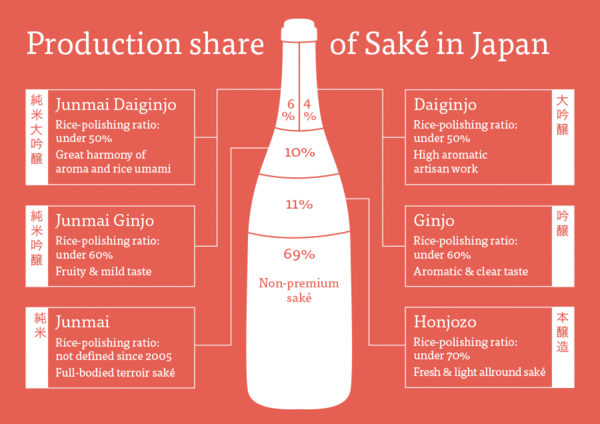 Production share of Saké in Japan
純米大吟醸
Junmai Daiginjo
Rice-polishing ratio:
under 50%
Great harmony of
aroma and rice umami
純米吟醸
Junmai Ginjo
Rice-polishing ratio:
under 60%
Fruity & mild taste
純米
Junmai
Rice-polishing ratio:
not defined since 2005
Full-bodied terroir saké
6
%
4
%
10%
11%
69%
Non-premium
saké
Daiginjo
大吟醸
Rice-polishing ratio:
under 50%
High aromatic
artisan work
Ginjo
吟醸
Rice-polishing ratio:
under 60%
Aromatic & clear taste
Honjozo
本醸造
Rice-polishing ratio:
under 70%
Fresh & light allround saké